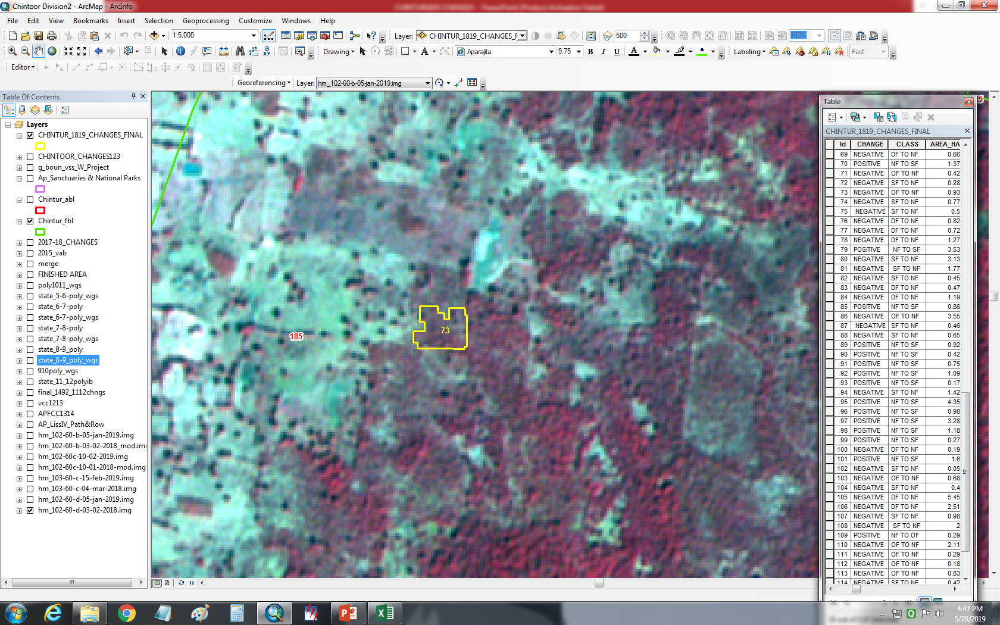 Chintoor Division2 - ArcMap - ArcInfo
File Edit View Bookmarks Insert Selection Geoprocessing Customize Windows Help
1:5,000
Layer: CHINTUR_1819_CHANGES_F
500
100%
Drawing
Aparajita
9.75
B I U A
Labeling
Fast
Editor
Georeferencing Layer: hm_102-60-b-05-jan-2019.img
Table Of Contents
Layers
CHINTUR_1819_CHANGES_FINAL
CHINTOOR_CHANGES123
g_boun_vss_W_Project
Ap_Sanctuaries & National Parks
Chintur_abl
Chintur_fbl
2017-18_CHANGES
2015_vab
merge
FINISHED AREA
poly1011_wgs
state_5-6-poly_wgs
state_6-7-poly
state_6-7-poly_wgs
state_7-8-poly
state_7-8-poly_wgs
state_8-9_poly
state_8-9_poly_wgs
910poly_wgs
state_11_12polyib
final_1492_1112chngs
vcc1213
APFCC1314
AP_LissIV_Path&Row
hm_102-60-b-05-jan-2019.img
hm_102-60-b-03-02-2018_mod.im
hm_102-60c-10-02-2019.img
hm_102-60c-10-01-2018-mod.img
hm_103-60-c-15-feb-2019.img
hm_103-60-c-04-mar-2018.img
hm_102-60-d-05-jan-2019.img
hm_102-60-d-03-02-2018.img
185
73
Table
CHINTUR_1819_CHANGES_FINAL
Id CHANGE CLASS AREA_HA
69 NEGATIVE DF TO NF 0.66
70 POSITIVE NF TO SF 1.37
71 NEGATIVE OF TO NF 0.42
72 NEGATIVE SF TO NF 0.28
73 NEGATIVE OF TO NF 0.93
74 NEGATIVE SF TO NF 0.77
75 NEGATIVE SF TO NF 0.5
76 NEGATIVE DF TO NF 0.82
77 NEGATIVE DF TO NF 0.72
78 NEGATIVE DF TO NF 1.27
79 POSITIVE NF TO SF 3.53
80 NEGATIVE SF TO NF 3.13
81 NEGATIVE SF TO NF 1.77
82 NEGATIVE SF TO NF 0.45
83 NEGATIVE DF TO NF 0.47
84 NEGATIVE DF TO NF 1.19
85 POSITIVE NF TO SF 0.86
86 NEGATIVE OF TO NF 3.55
87 NEGATIVE SF TO NF 0.46
88 NEGATIVE SF TO NF 0.65
89 POSITIVE NF TO SF 0.92
90 POSITIVE NF TO SF 0.42
91 POSITIVE NF TO SF 0.75
92 POSITIVE NF TO SF 1.09
93 POSITIVE NF TO SF 0.17
94 NEGATIVE SF TO NF 1.42
95 POSITIVE NF TO SF 4.35
96 POSITIVE NF TO SF 0.98
97 POSITIVE NF TO SF 3.28
98 POSITIVE NF TO SF 1.18
99 POSITIVE NF TO SF 0.27
100 NEGATIVE DF TO NF 0.19
101 POSITIVE NF TO SF 1.6
102 NEGATIVE SF TO NF 0.05
103 NEGATIVE OF TO NF 0.68
104 NEGATIVE SF TO NF 0.4
105 NEGATIVE DF TO NF 5.45
106 NEGATIVE DF TO NF 2.51
107 NEGATIVE SF TO NF 0.98
108 NEGATIVE SF TO NF 2
109 POSITIVE NF TO OF 0.29
110 NEGATIVE OF TO NF 2.11
111 NEGATIVE OF TO NF 0.29
112 NEGATIVE OF TO NF 0.18
113 NEGATIVE OF TO NF 0.83
114 NEGATIVE SF TO NF 0.42
4:47 PM
5/28/2019